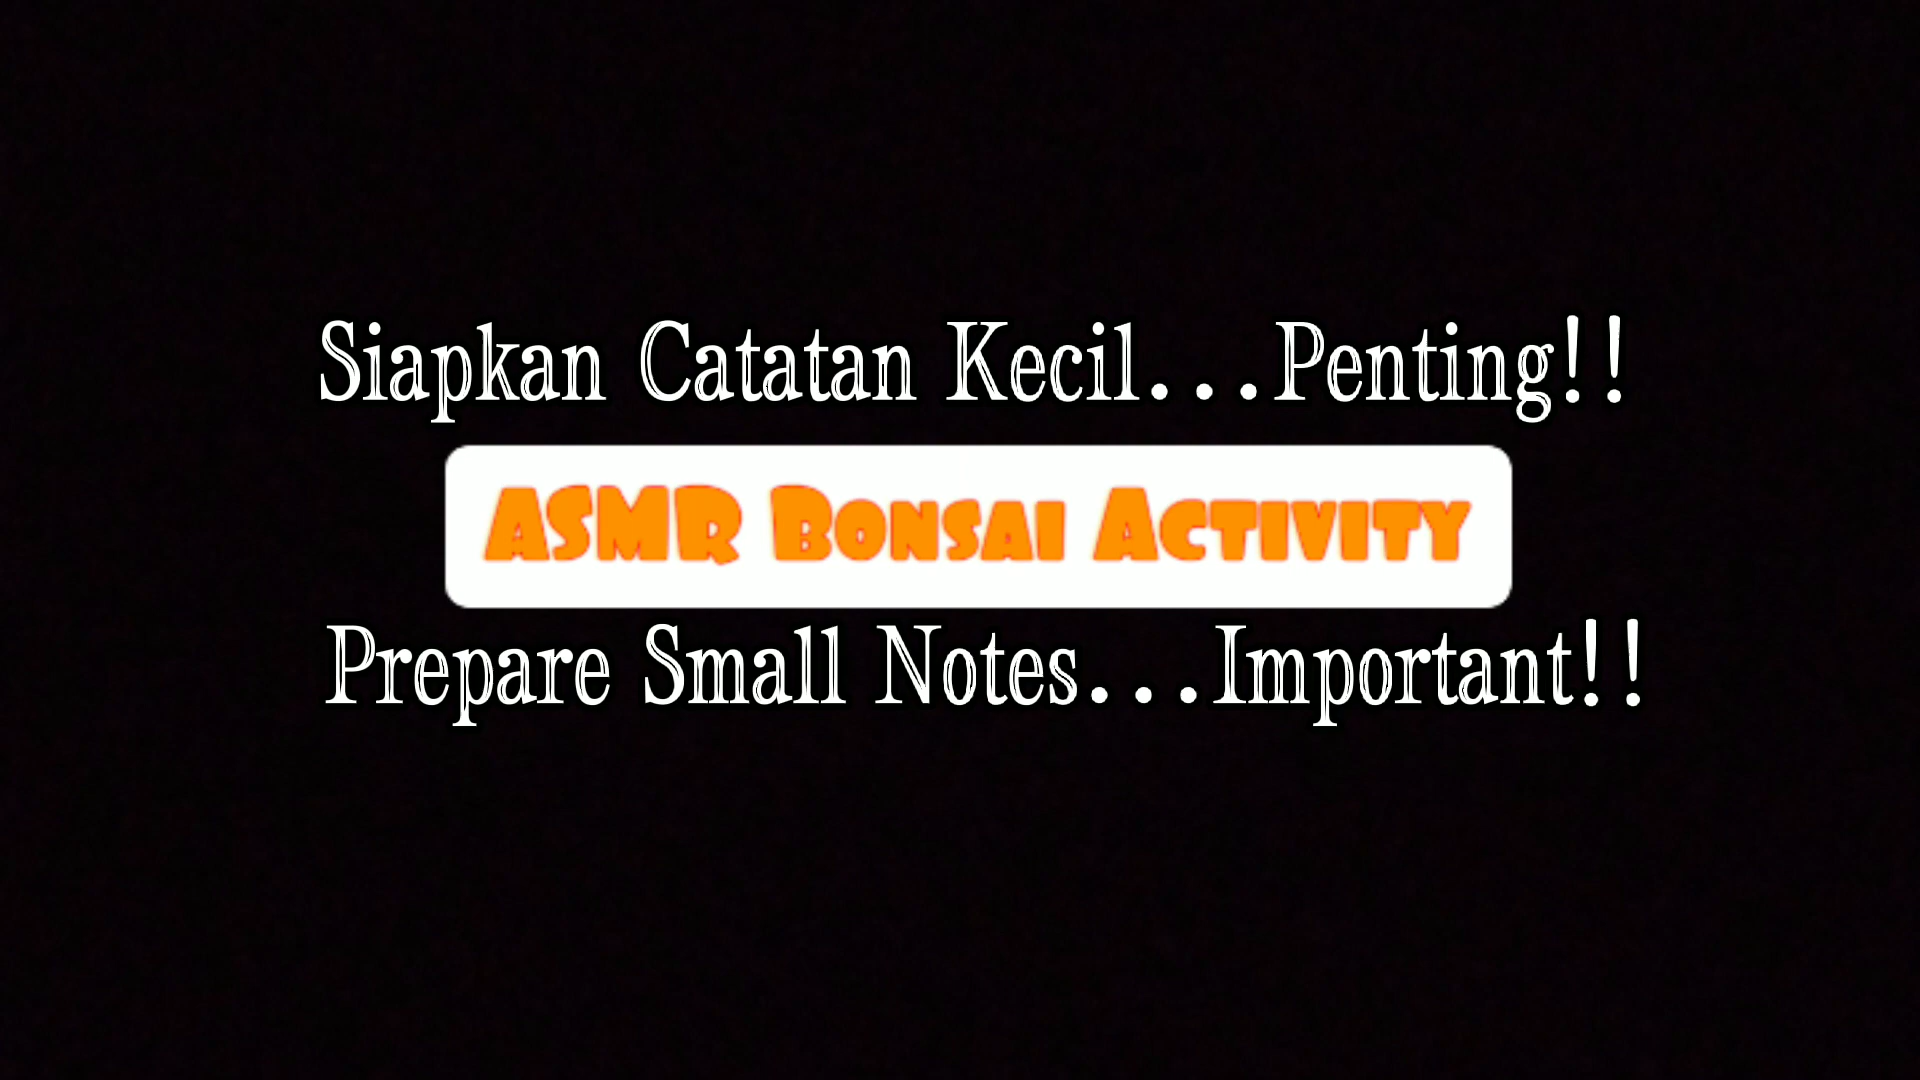 Siapkan Catatan Kecil...Penting!!
ASMR Bonsai Activity
Prepare Small Notes...Important!!